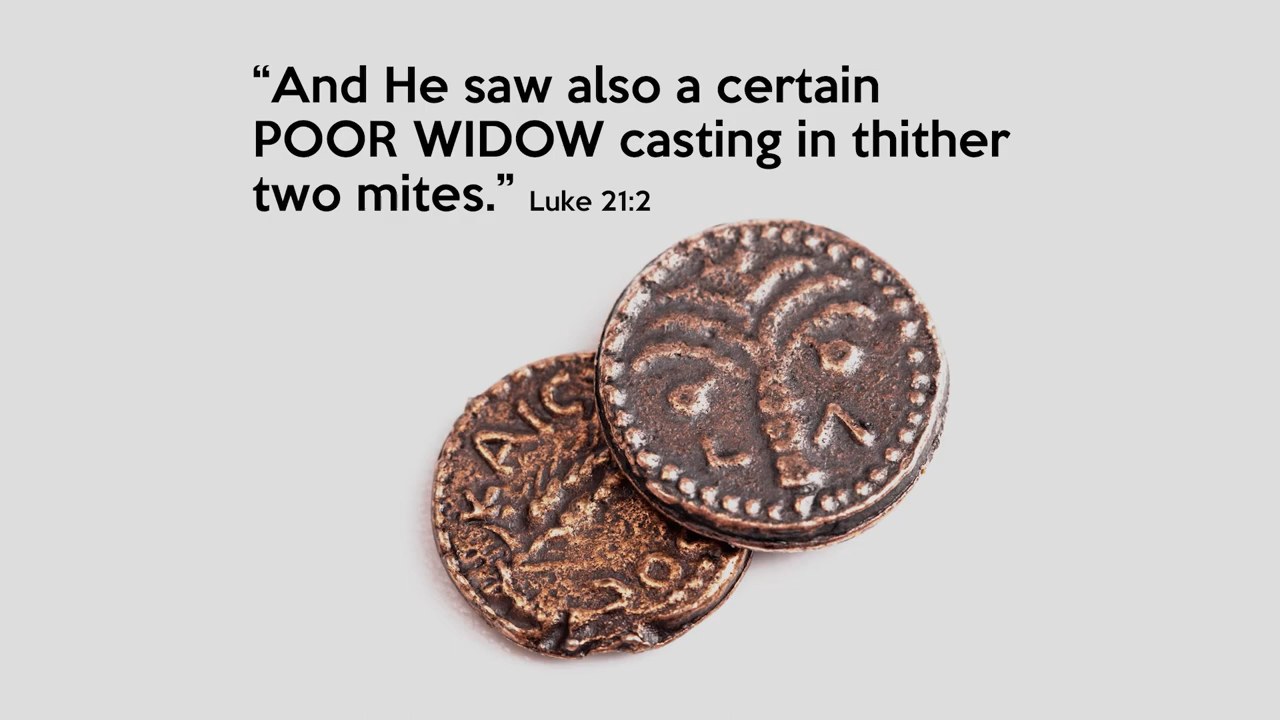 “And He saw also a certain
POOR WIDOW casting in thither
two mites.” Luke 21:2